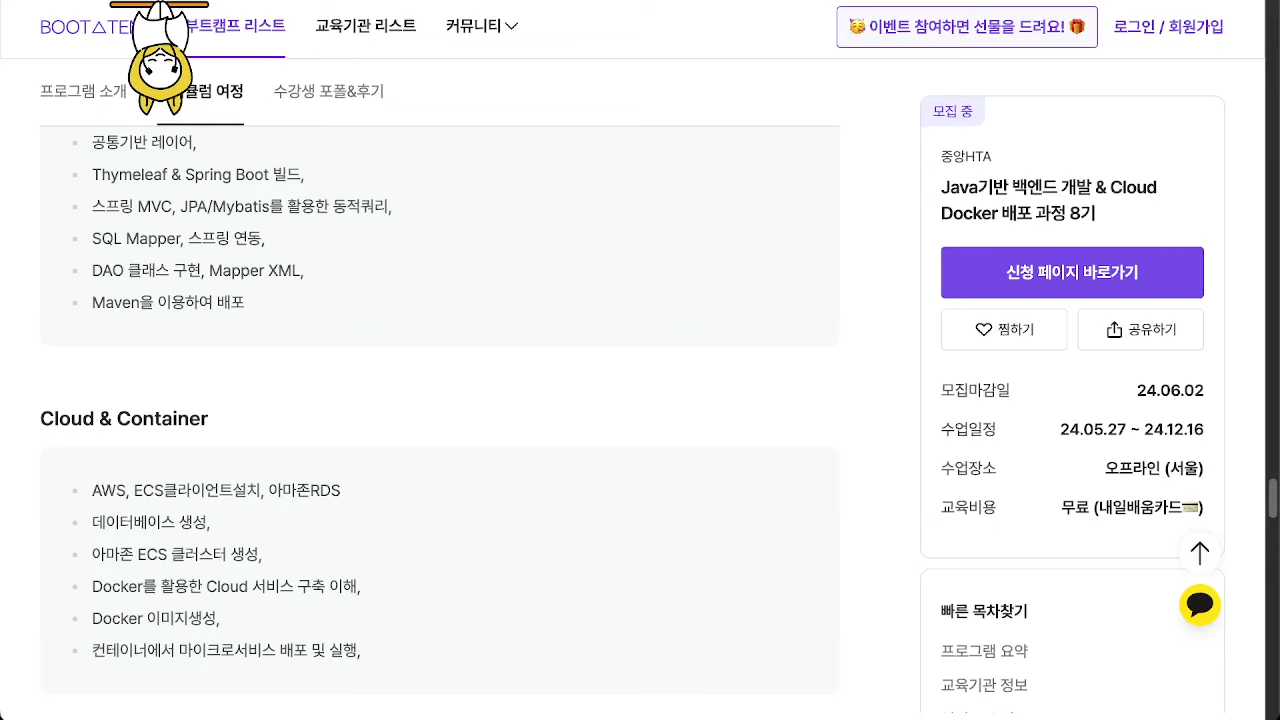 BOOT△TE
부트캠프 리스트
교육기관 리스트
커뮤니티
🥳 이벤트 참여하면 선물을 드려요! 🎁
로그인 / 회원가입
프로그램 소개
큘럼 여정
수강생 포폴&후기
공통기반 레이어,
Thymeleaf & Spring Boot 빌드,
스프링 MVC, JPA/Mybatis를 활용한 동적쿼리,
SQL Mapper, 스프링 연동,
DAO 클래스 구현, Mapper XML,
Maven을 이용하여 배포
Cloud & Container
AWS, ECS클라이언트설치, 아마존RDS
데이터베이스 생성,
아마존 ECS 클러스터 생성,
Docker를 활용한 Cloud 서비스 구축 이해,
Docker 이미지생성,
컨테이너에서 마이크로서비스 배포 및 실행,
모집 중
중앙HTA
Java기반 백엔드 개발 & Cloud
Docker 배포 과정 8기
신청 페이지 바로가기
찜하기
공유하기
모집마감일 24.06.02
수업일정 24.05.27 ~ 24.12.16
수업장소 오프라인 (서울)
교육비용 무료 (내일배움카드💳)
빠른 목차찾기
프로그램 요약
교육기관 정보